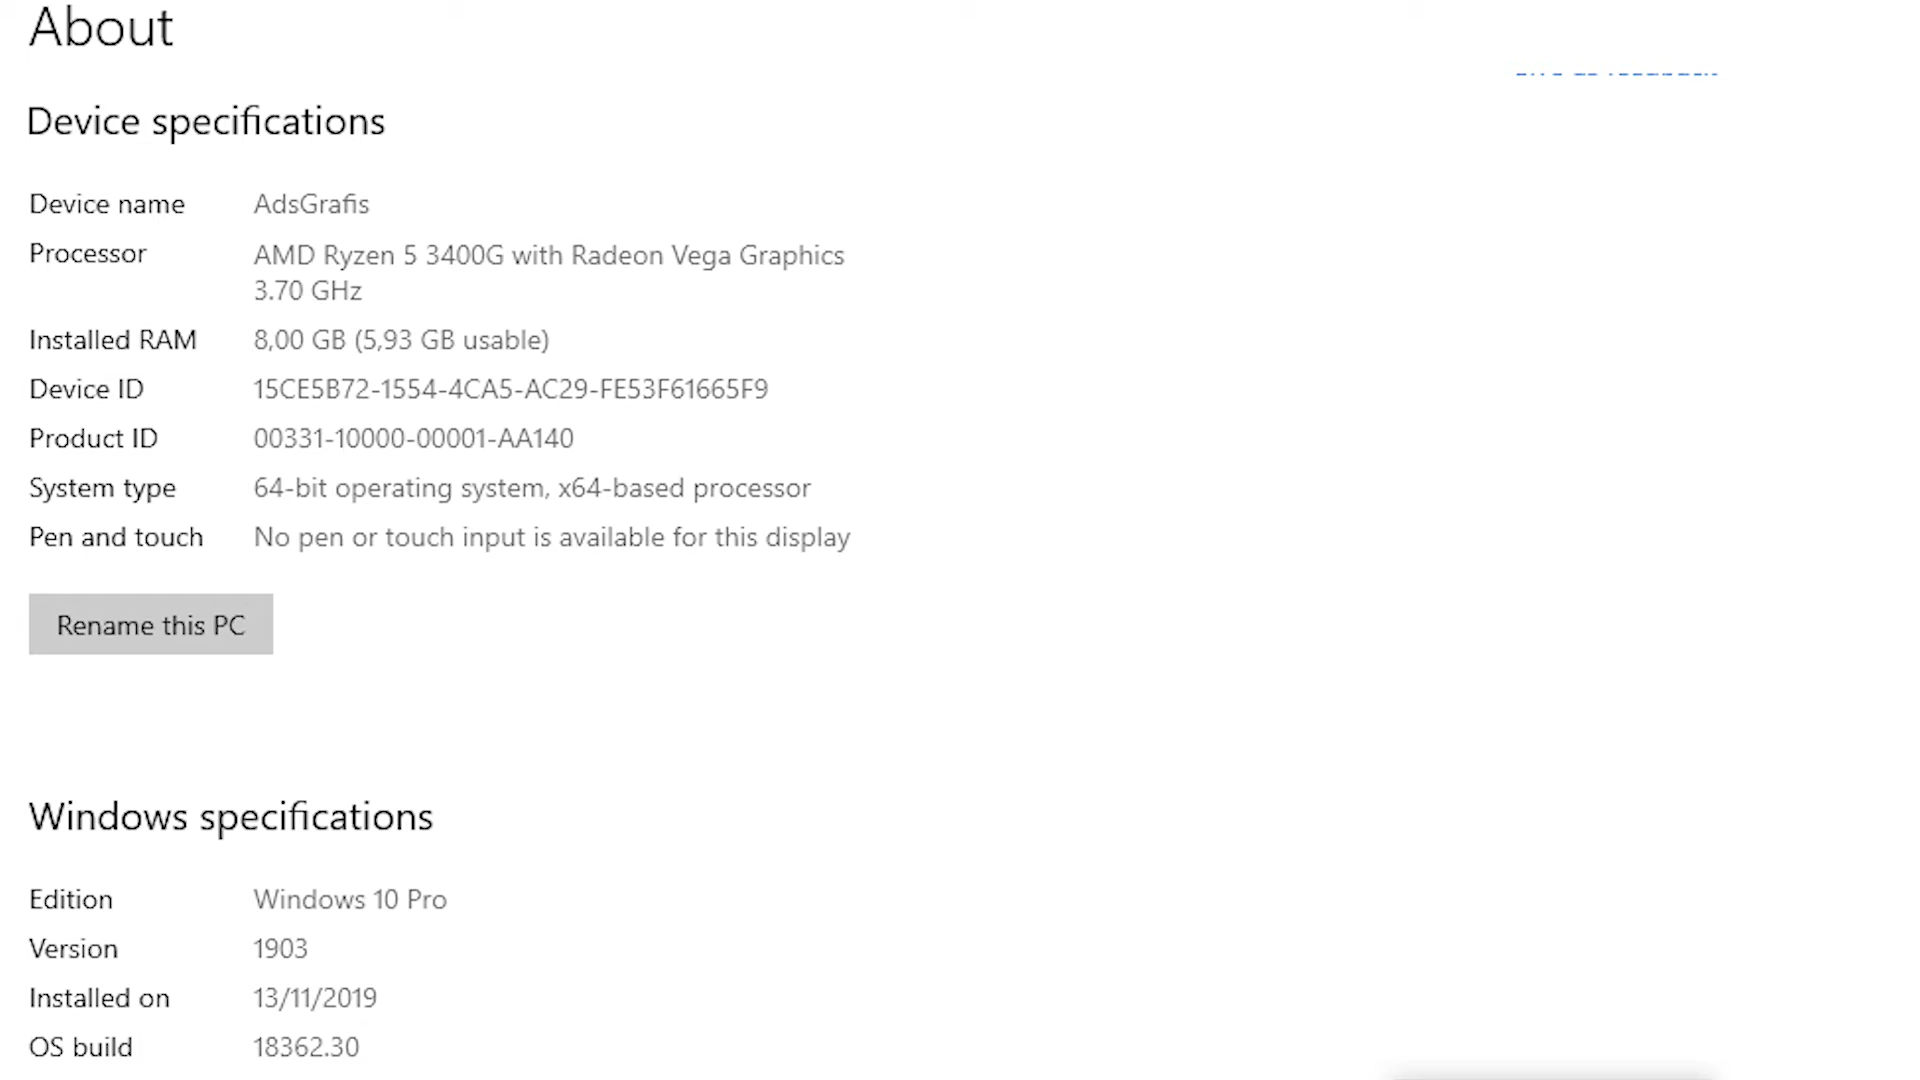 About
Device specifications
Device name AdsGrafis
Processor AMD Ryzen 5 3400G with Radeon Vega Graphics
3.70 GHz
Installed RAM 8,00 GB (5,93 GB usable)
Device ID 15CE5B72-1554-4CA5-AC29-FE53F61665F9
Product ID 00331-10000-00001-AA140
System type 64-bit operating system, x64-based processor
Pen and touch No pen or touch input is available for this display
Rename this PC
Windows specifications
Edition Windows 10 Pro
Version 1903
Installed on 13/11/2019
OS build 18362.30